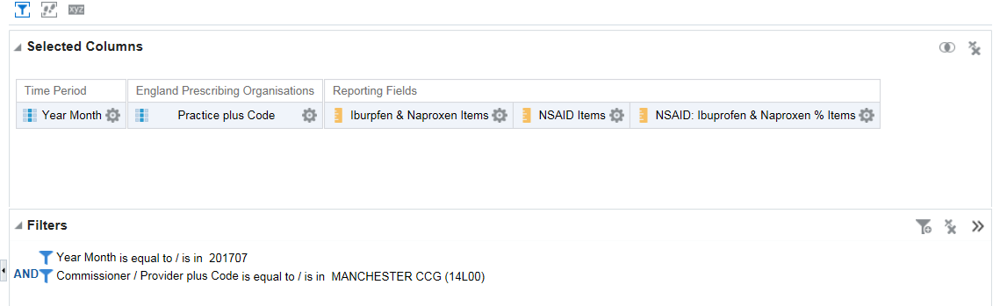 xyz
Selected Columns
Time Period England Prescribing Organisations Reporting Fields
Year Month Practice plus Code Iburpfen & Naproxen Items NSAID Items NSAID: Ibuprofen & Naproxen % Items
Filters
Year Month is equal to / is in 201707
AND Commissioner / Provider plus Code is equal to / is in MANCHESTER CCG (14L00)